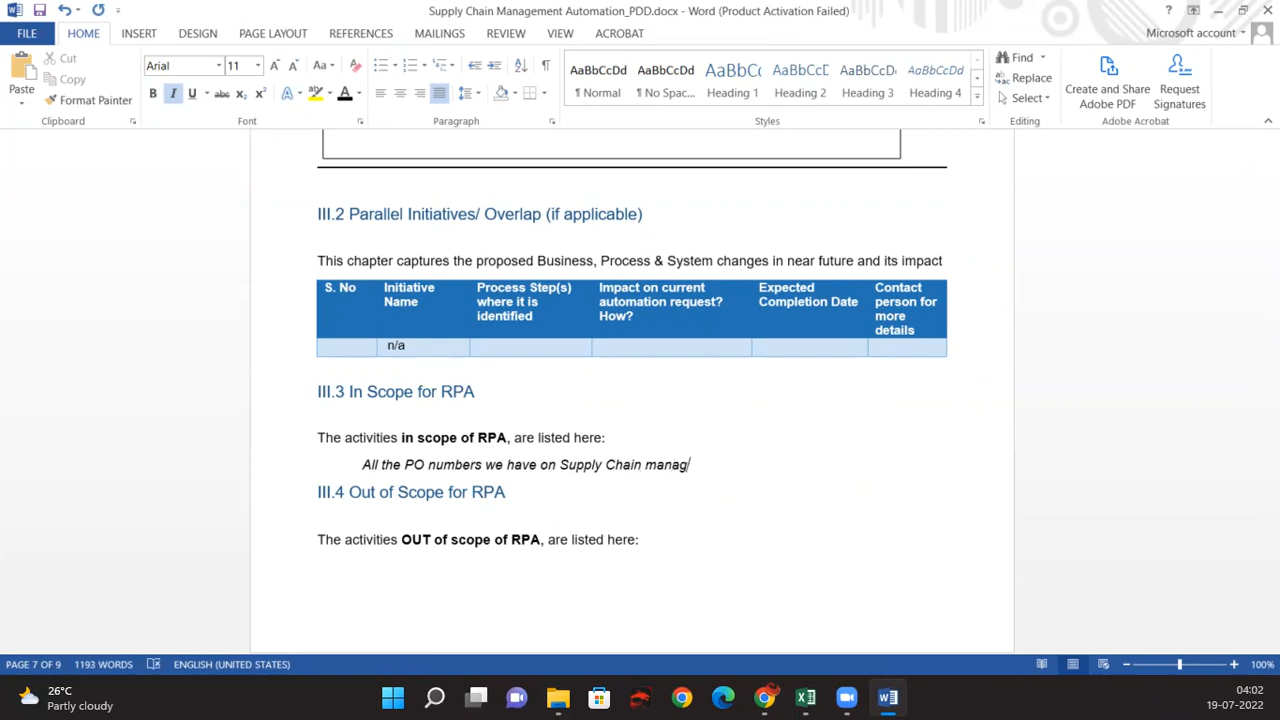 Supply Chain Management Automation_PDD.docx - Word (Product Activation Failed)
?
FILE HOME INSERT DESIGN PAGE LAYOUT REFERENCES MAILINGS REVIEW VIEW ACROBAT Microsoft account
Paste
Cut
Copy
Format Painter
Clipboard
Arial 11 Aa
B I U abc x₂ x² A A
Font
Paragraph
AaBbCcDd AaBbCcDd AaBbCc AaBbCcD AaBbCcDd AaBbCcDd
¶ Normal ¶ No Spac... Heading 1 Heading 2 Heading 3 Heading 4
Styles
Find
Replace
Select
Editing
Create and Share Adobe PDF
Request Signatures
Adobe Acrobat
III.2 Parallel Initiatives/ Overlap (if applicable)
This chapter captures the proposed Business, Process & System changes in near future and its impact
S. No Initiative Process Step(s) Impact on current Expected Contact
Name where it is automation request? Completion Date person for
identified How? more
details
n/a
III.3 In Scope for RPA
The activities in scope of RPA, are listed here:
All the PO numbers we have on Supply Chain manag
III.4 Out of Scope for RPA
The activities OUT of scope of RPA, are listed here:
PAGE 7 OF 9 1193 WORDS ENGLISH (UNITED STATES) 100%
26°C
Partly cloudy
04:02
19-07-2022